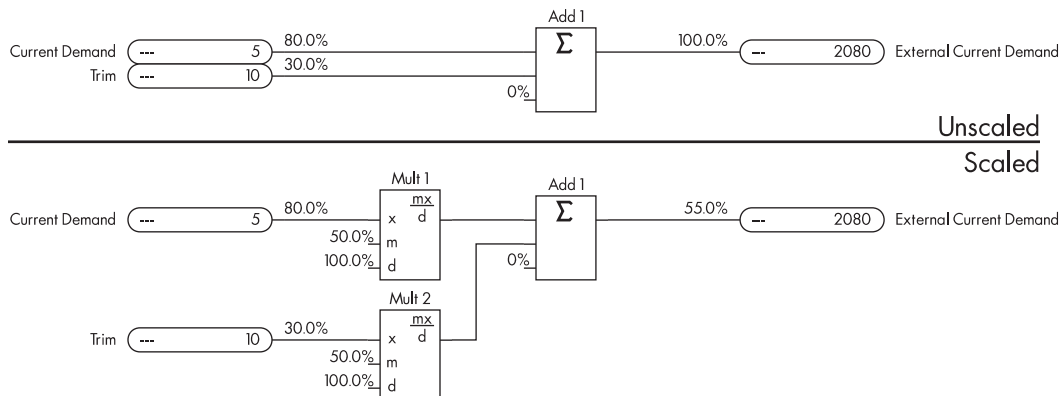 Add 1
Current Demand --- 5 80.0% Σ 100.0% --- 2080 External Current Demand
Trim --- 10 30.0%
0%
Unscaled
Scaled
Mult 1 Add 1
Current Demand --- 5 80.0% x mx/d Σ 55.0% --- 2080 External Current Demand
50.0% m
100.0% d 0%
Mult 2
Trim --- 10 30.0% x mx/d
50.0% m
100.0% d